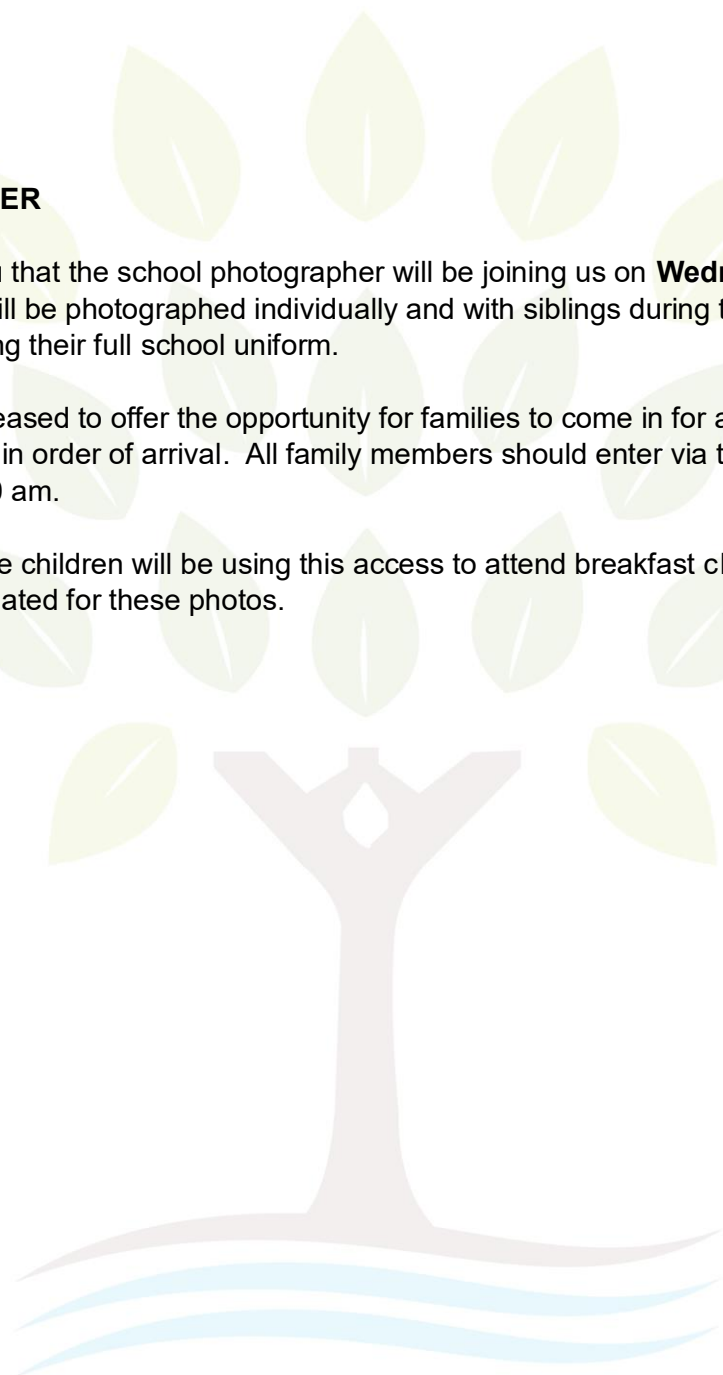 ER
that the school photographer will be joining us on Wed
ill be photographed individually and with siblings during
ng their full school uniform.
eased to offer the opportunity for families to come in for a
in order of arrival.  All family members should enter via
am.
e children will be using this access to attend breakfast
ated for these photos.